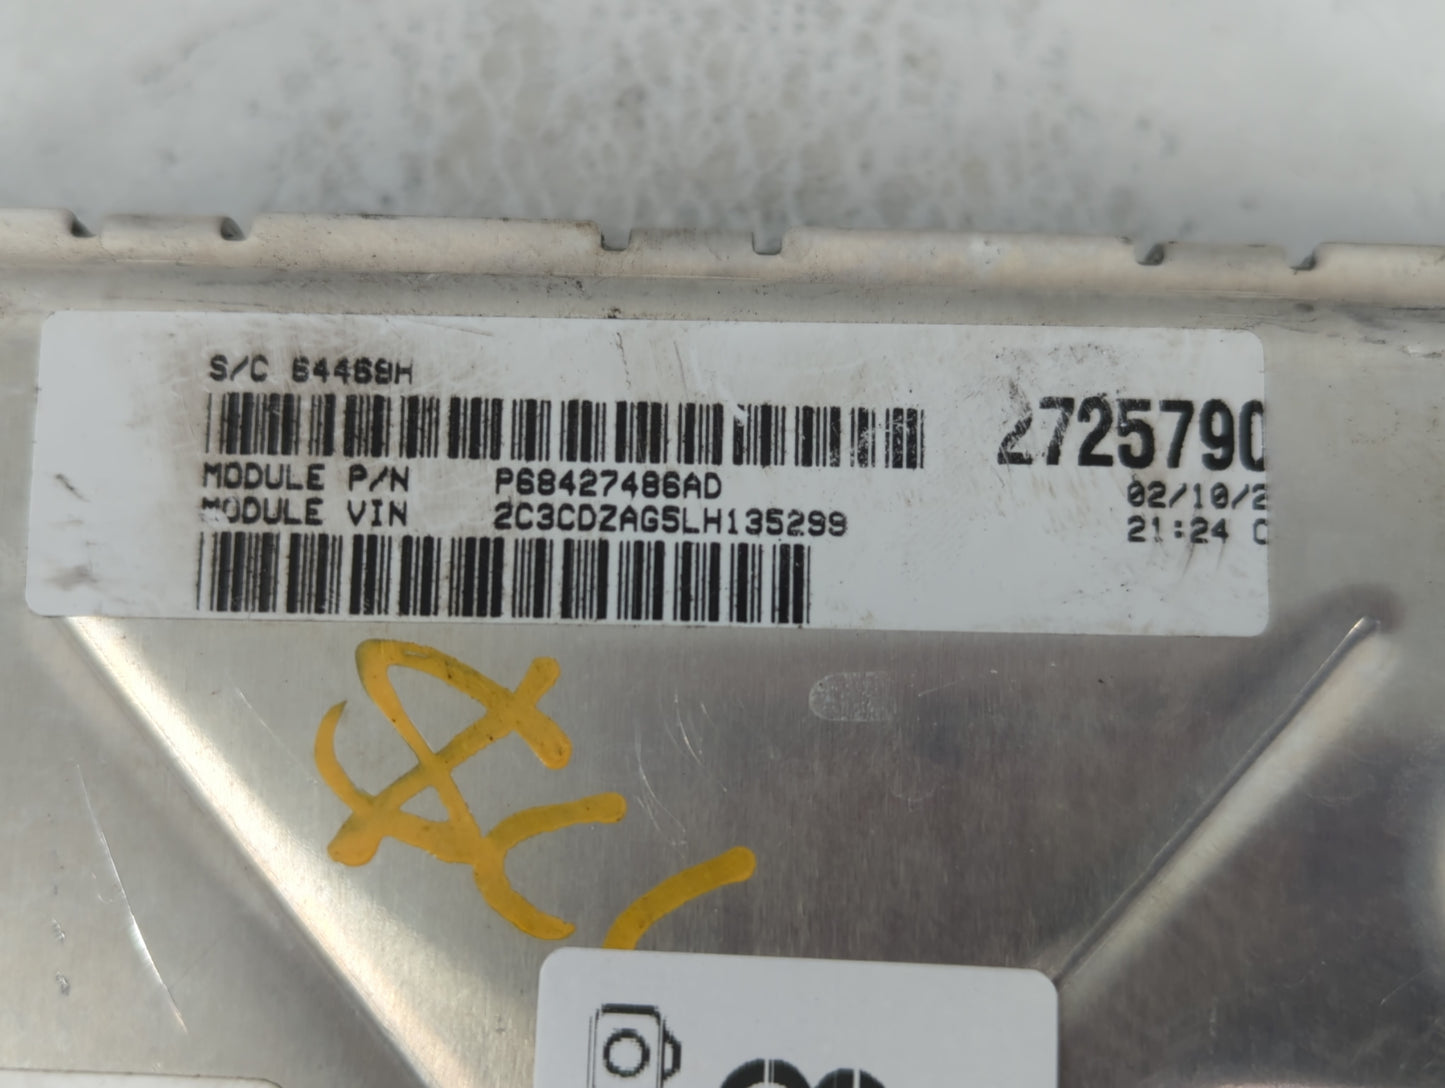 S/C 64468H
2725790
MODULE P/N P68427486AD
02/10/2
MODULE VIN 2C3CDZAG5LH135299
21:24